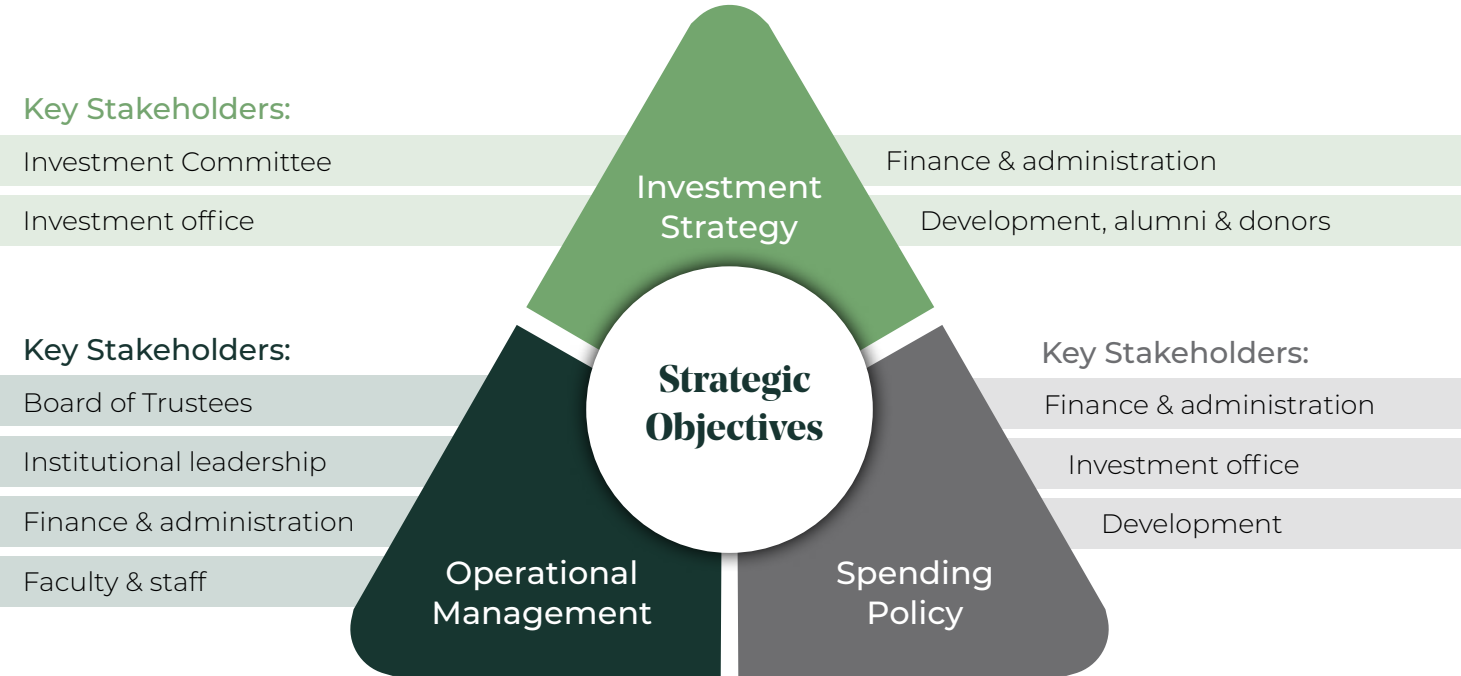 Key Stakeholders:
Investment Committee
Investment office
Investment
Strategy
Finance & administration
Development, alumni & donors
Strategic
Objectives
Key Stakeholders:
Board of Trustees
Institutional leadership
Finance & administration
Faculty & staff
Operational
Management
Key Stakeholders:
Finance & administration
Investment office
Development
Spending
Policy